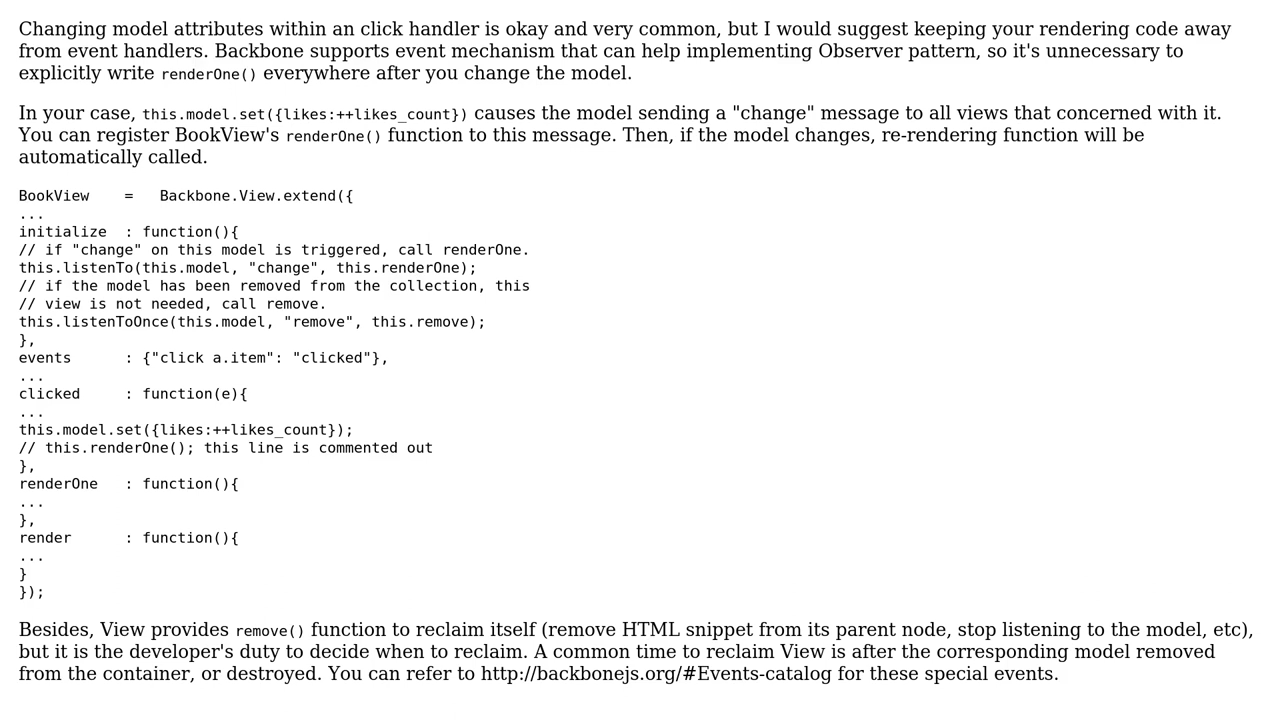 Changing model attributes within an click handler is okay and very common, but I would suggest keeping your rendering code away
from event handlers. Backbone supports event mechanism that can help implementing Observer pattern, so it's unnecessary to
explicitly write renderOne() everywhere after you change the model.
In your case, this.model.set({likes:++likes_count}) causes the model sending a "change" message to all views that concerned with it.
You can register BookView's renderOne() function to this message. Then, if the model changes, re-rendering function will be
automatically called.
BookView    =   Backbone.View.extend({
...
initialize  : function(){
// if "change" on this model is triggered, call renderOne.
this.listenTo(this.model, "change", this.renderOne);
// if the model has been removed from the collection, this
// view is not needed, call remove.
this.listenToOnce(this.model, "remove", this.remove);
},
events      : {"click a.item": "clicked"},
...
clicked     : function(e){
...
this.model.set({likes:++likes_count});
// this.renderOne(); this line is commented out
},
renderOne   : function(){
...
},
render      : function(){
...
}
});
Besides, View provides remove() function to reclaim itself (remove HTML snippet from its parent node, stop listening to the model, etc),
but it is the developer's duty to decide when to reclaim. A common time to reclaim View is after the corresponding model removed
from the container, or destroyed. You can refer to http://backbonejs.org/#Events-catalog for these special events.